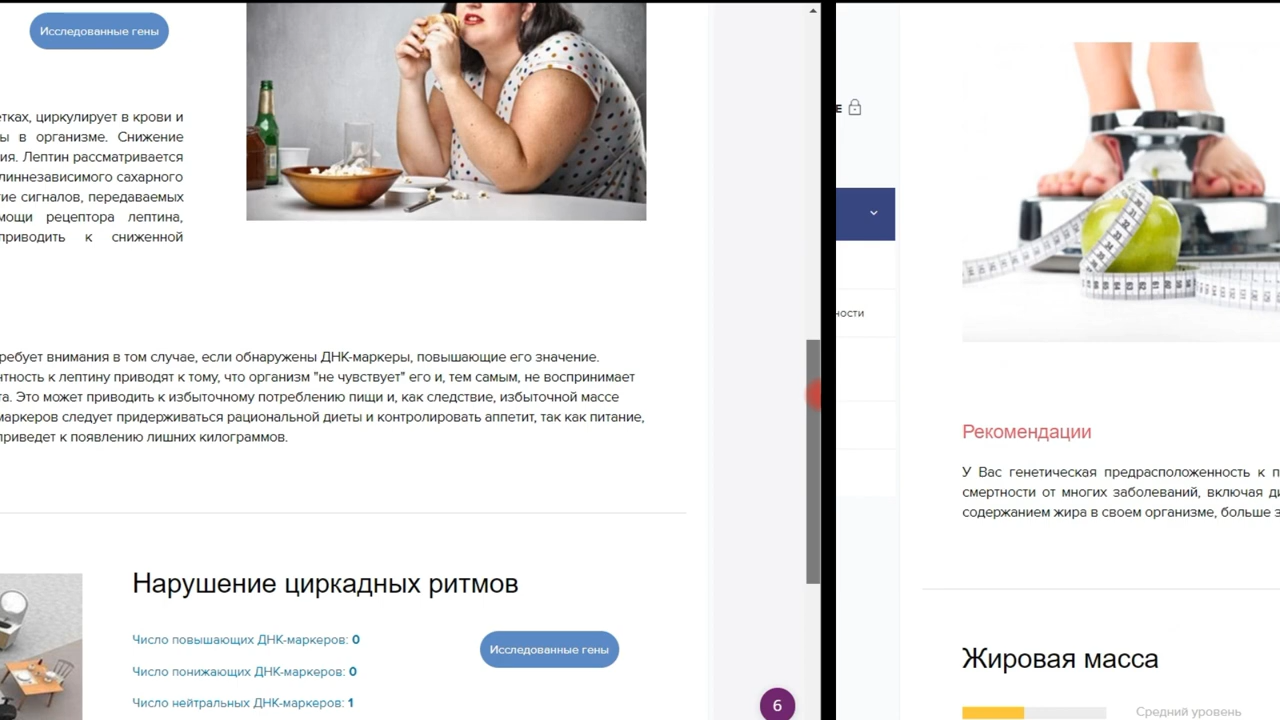 Исследованные гены
етках, циркулирует в крови и
ы в организме. Снижение
ия. Лептин рассматривается
линнезависимого сахарного
ие сигналов, передаваемых
мощи рецептора лептина,
приводить к сниженной
ребует внимания в том случае, если обнаружены ДНК-маркеры, повышающие его значение.
нтность к лептину приводят к тому, что организм "не чувствует" его и, тем самым, не воспринимает
та. Это может приводить к избыточному потреблению пищи и, как следствие, избыточной массе
маркеров следует придерживаться рациональной диеты и контролировать аппетит, так как питание,
приведет к появлению лишних килограммов.
Нарушение циркадных ритмов
Число повышающих ДНК-маркеров: 0
Число понижающих ДНК-маркеров: 0
Число нейтральных ДНК-маркеров: 1
Исследованные гены
6
Е
ности
Рекомендации
У Вас генетическая предрасположенность к п
смертности от многих заболеваний, включая ди
содержанием жира в своем организме, больше з
Жировая масса
Средний уровень